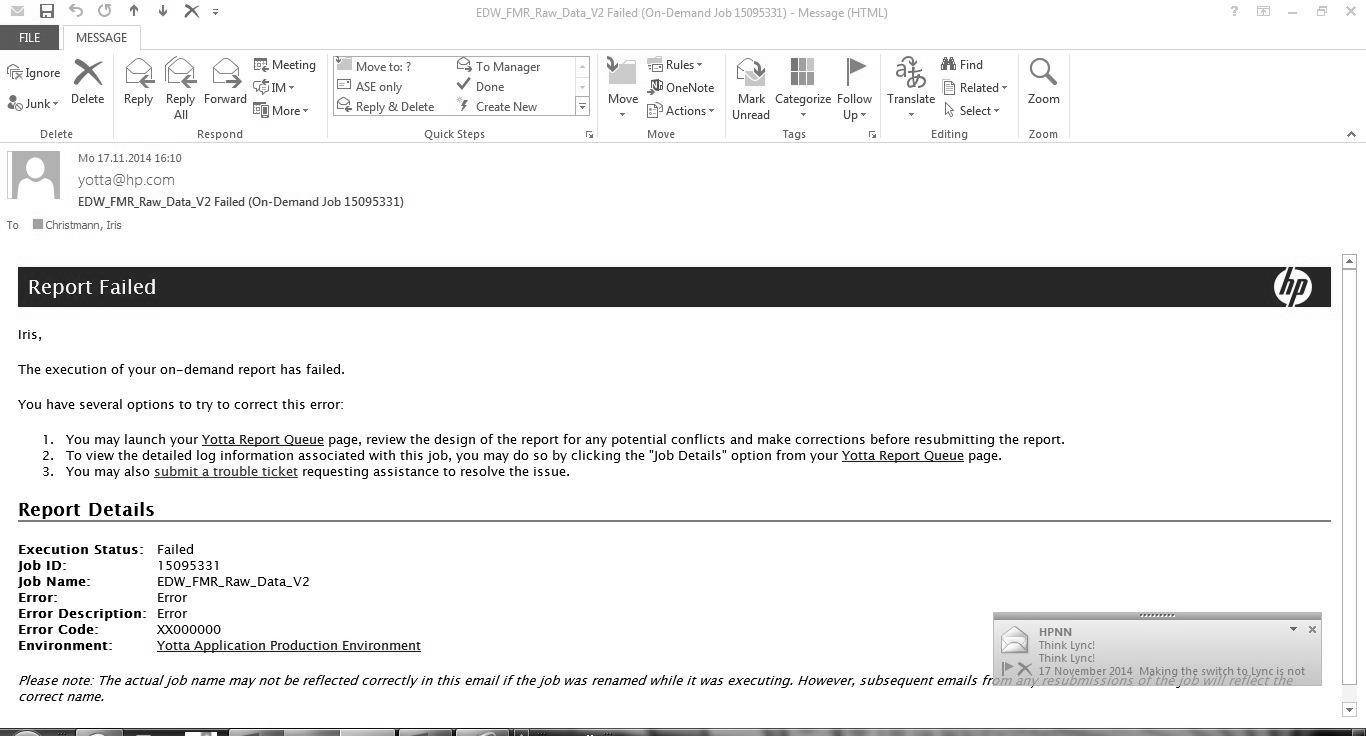 EDW_FMR_Raw_Data_V2 Failed (On-Demand Job 15095331) - Message (HTML)
?
FILE MESSAGE
Ignore
Junk
Delete
Reply
Reply All
Forward
Meeting
IM
More
Move to: ?
ASE only
Reply & Delete
To Manager
Done
Create New
Move
Rules
OneNote
Actions
Mark Unread
Categorize
Follow Up
Translate
Find
Related
Select
Zoom
Delete Respond Quick Steps Move Tags Editing Zoom
Mo 17.11.2014 16:10
yotta@hp.com
EDW_FMR_Raw_Data_V2 Failed (On-Demand Job 15095331)
To Christmann, Iris
Report Failed hp
Iris,
The execution of your on-demand report has failed.
You have several options to try to correct this error:
1. You may launch your Yotta Report Queue page, review the design of the report for any potential conflicts and make corrections before resubmitting the report.
2. To view the detailed log information associated with this job, you may do so by clicking the "Job Details" option from your Yotta Report Queue page.
3. You may also submit a trouble ticket requesting assistance to resolve the issue.
Report Details
Execution Status: Failed
Job ID: 15095331
Job Name: EDW_FMR_Raw_Data_V2
Error: Error
Error Description: Error
Error Code: XX000000
Environment: Yotta Application Production Environment
Please note: The actual job name may not be reflected correctly in this email if the job was renamed while it was executing. However, subsequent emails from any resubmissions of the job will reflect the
correct name.
HPNN
Think Lync!
Think Lync!
17 November 2014 Making the switch to Lync is not